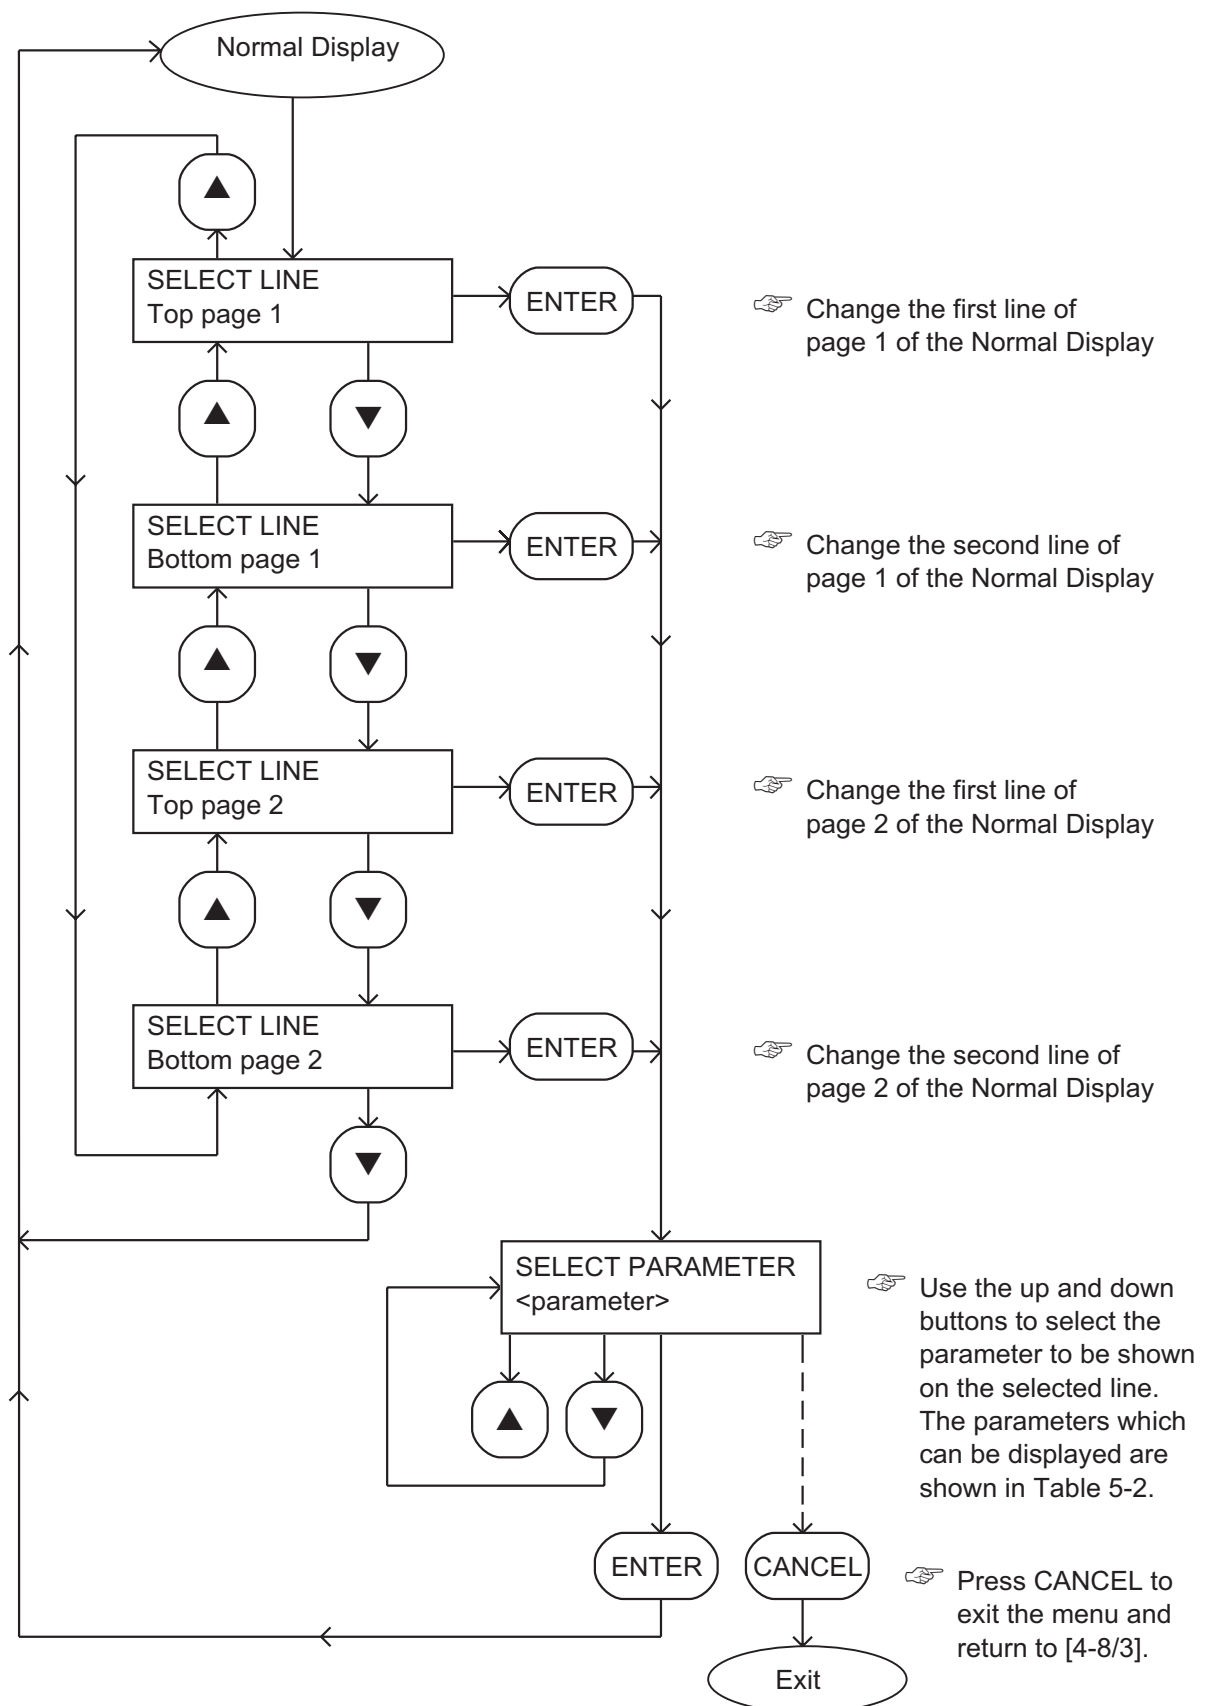 Normal Display
▲
SELECT LINE
Top page 1
ENTER
☞ Change the first line of
page 1 of the Normal Display
▲
▼
SELECT LINE
Bottom page 1
ENTER
☞ Change the second line of
page 1 of the Normal Display
▲
▼
SELECT LINE
Top page 2
ENTER
☞ Change the first line of
page 2 of the Normal Display
▲
▼
SELECT LINE
Bottom page 2
ENTER
☞ Change the second line of
page 2 of the Normal Display
▼
SELECT PARAMETER
<parameter>
☞ Use the up and down
buttons to select the
parameter to be shown
on the selected line.
The parameters which
can be displayed are
shown in Table 5-2.
▲
▼
ENTER
CANCEL
☞ Press CANCEL to
exit the menu and
return to [4-8/3].
Exit